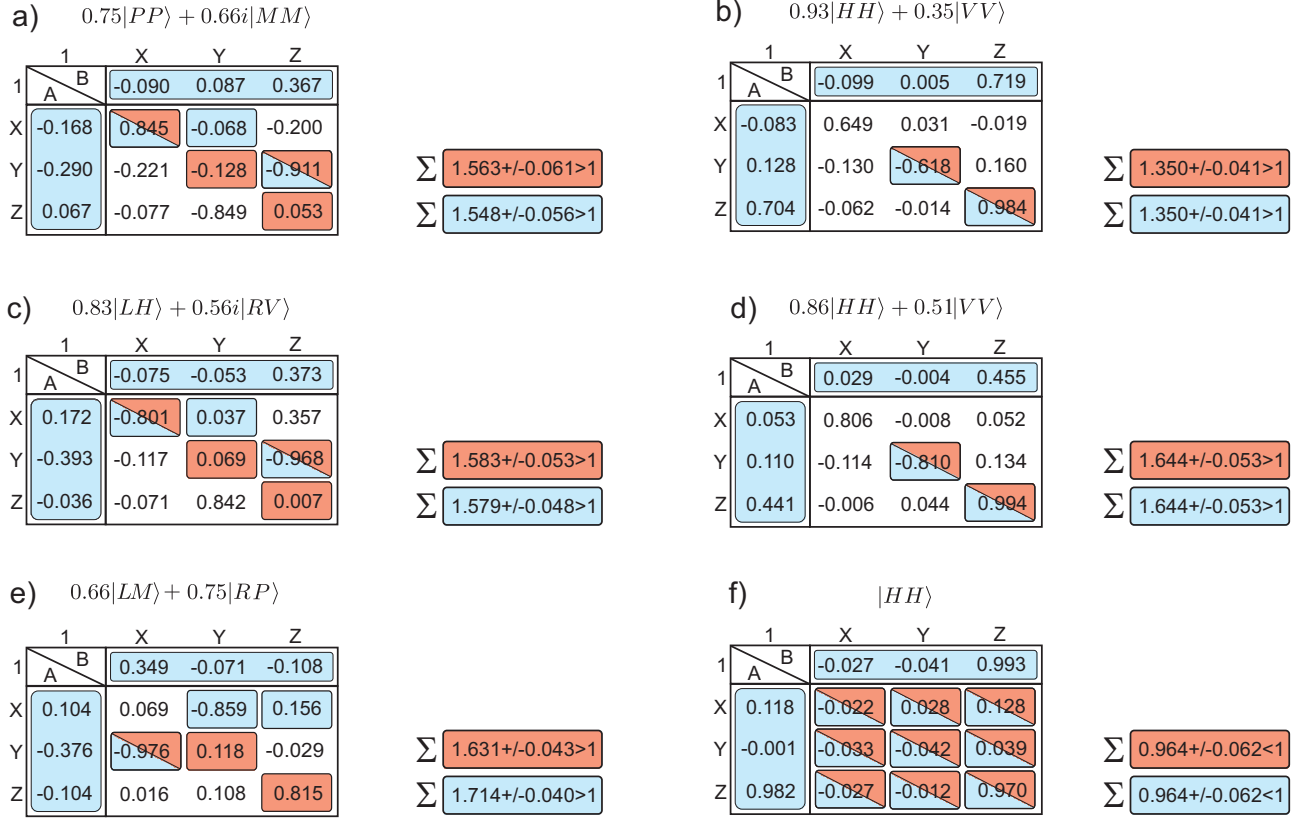 a) 0.75|PP⟩ + 0.66i|MM⟩
1 X Y Z
B
1 A -0.090 0.087 0.367
X -0.168 0.845 -0.068 -0.200
Y -0.290 -0.221 -0.128 -0.911
Z 0.067 -0.077 -0.849 0.053
Σ 1.563+/-0.061>1
Σ 1.548+/-0.056>1
b) 0.93|HH⟩ + 0.35|VV⟩
1 X Y Z
B
1 A -0.099 0.005 0.719
X -0.083 0.649 0.031 -0.019
Y 0.128 -0.130 -0.618 0.160
Z 0.704 -0.062 -0.014 0.984
Σ 1.350+/-0.041>1
Σ 1.350+/-0.041>1
c) 0.83|LH⟩ + 0.56i|RV⟩
1 X Y Z
B
1 A -0.075 -0.053 0.373
X 0.172 -0.801 0.037 0.357
Y -0.393 -0.117 0.069 -0.968
Z -0.036 -0.071 0.842 0.007
Σ 1.583+/-0.053>1
Σ 1.579+/-0.048>1
d) 0.86|HH⟩ + 0.51|VV⟩
1 X Y Z
B
1 A 0.029 -0.004 0.455
X 0.053 0.806 -0.008 0.052
Y 0.110 -0.114 -0.810 0.134
Z 0.441 -0.006 0.044 0.994
Σ 1.644+/-0.053>1
Σ 1.644+/-0.053>1
e) 0.66|LM⟩ + 0.75|RP⟩
1 X Y Z
B
1 A 0.349 -0.071 -0.108
X 0.104 0.069 -0.859 0.156
Y -0.376 -0.976 0.118 -0.029
Z -0.104 0.016 0.108 0.815
Σ 1.631+/-0.043>1
Σ 1.714+/-0.040>1
f) |HH⟩
1 X Y Z
B
1 A -0.027 -0.041 0.993
X 0.118 -0.022 0.028 0.128
Y -0.001 -0.033 -0.042 0.039
Z 0.982 -0.027 -0.012 0.970
Σ 0.964+/-0.062<1
Σ 0.964+/-0.062<1